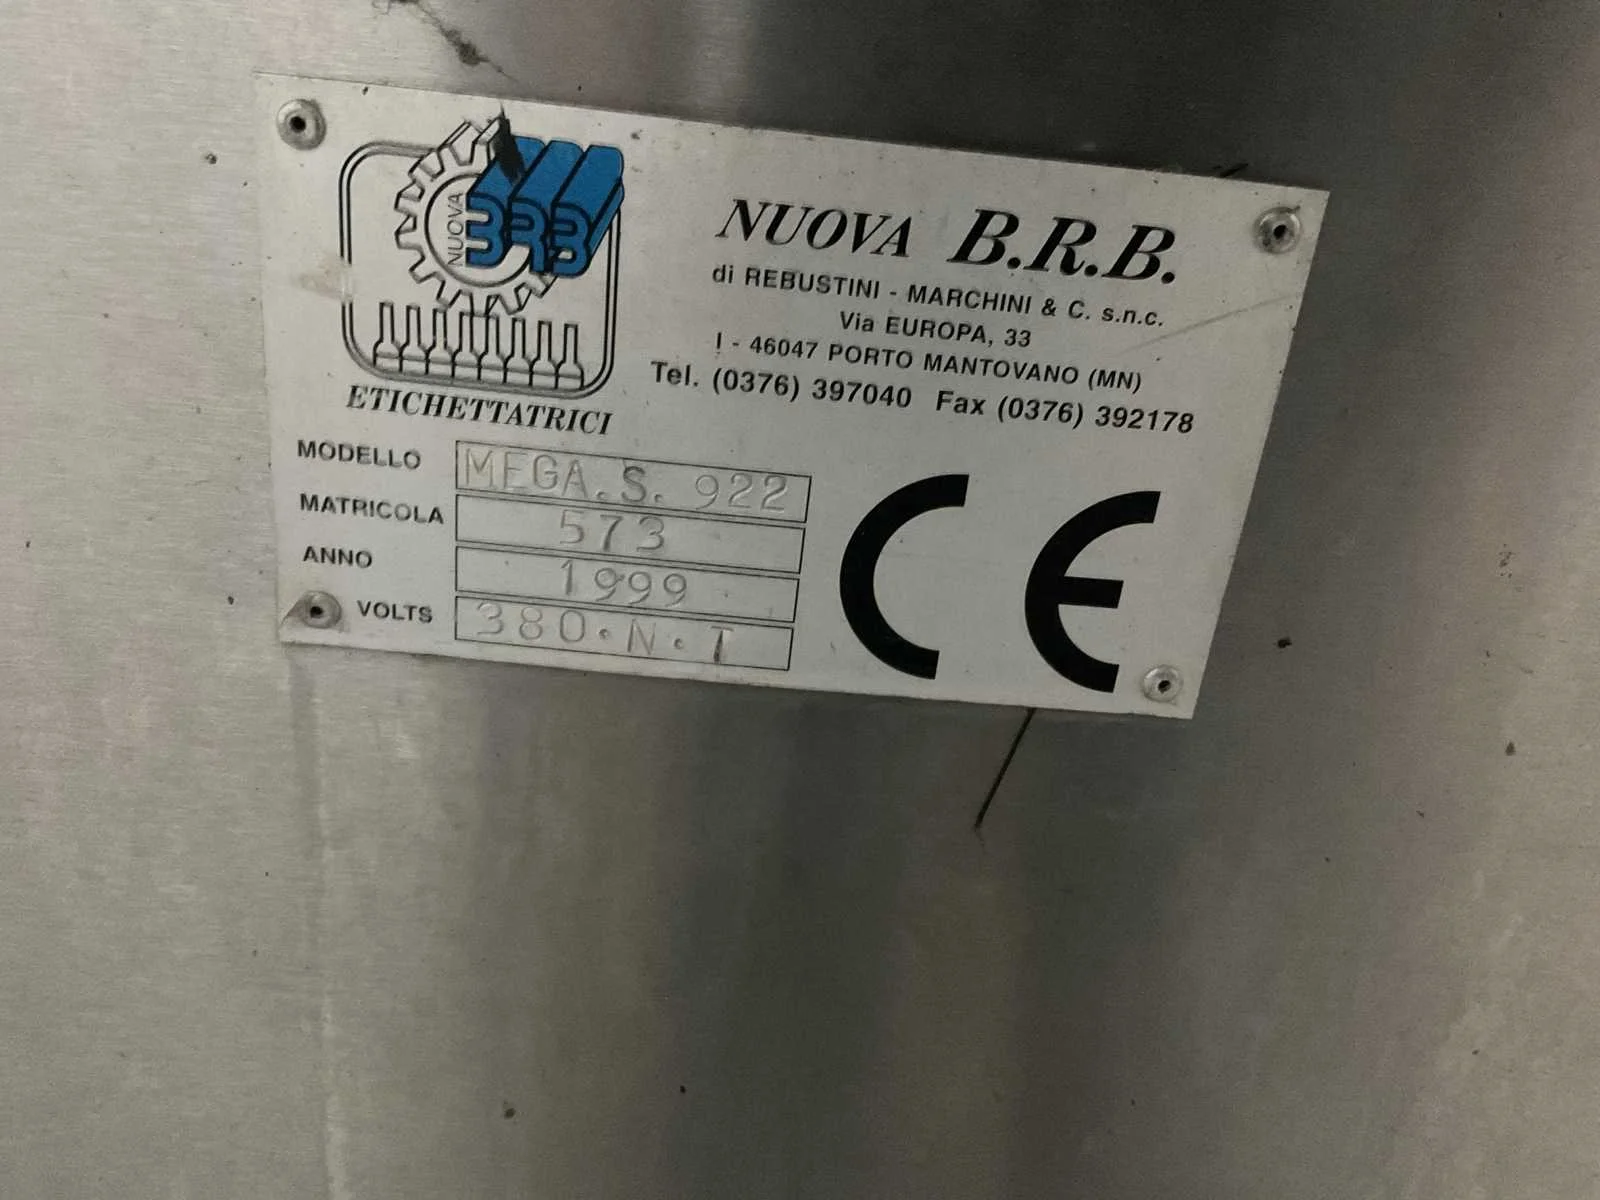 NUOVA
BRB
ETICHETTATRICI
NUOVA B.R.B.
di REBUSTINI - MARCHINI & C. s.n.c.
Via EUROPA, 33
I - 46047 PORTO MANTOVANO (MN)
Tel. (0376) 397040 Fax (0376) 392178
MODELLO MEGA.S. 922
MATRICOLA 573
ANNO 1999
VOLTS 380·N·T
CE